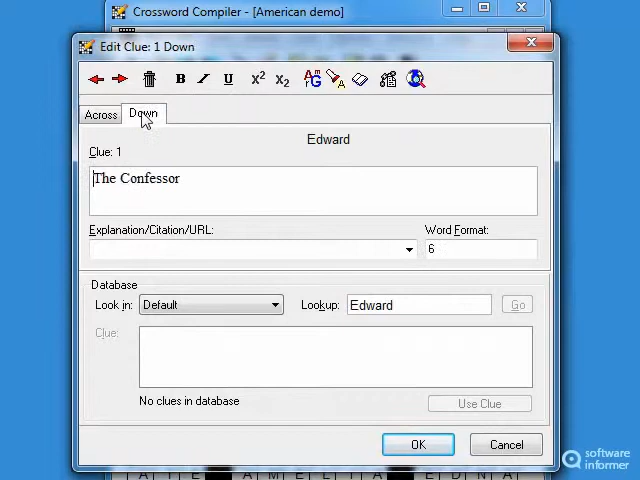 Crossword Compiler - [American demo]
Edit Clue: 1 Down
B I U X² X₂
Across Down
Edward
Clue: 1
The Confessor
Explanation/Citation/URL: Word Format:
6
Database
Look in: Default Lookup: Edward Go
Clue:
No clues in database
Use Clue
OK Cancel
software
informer